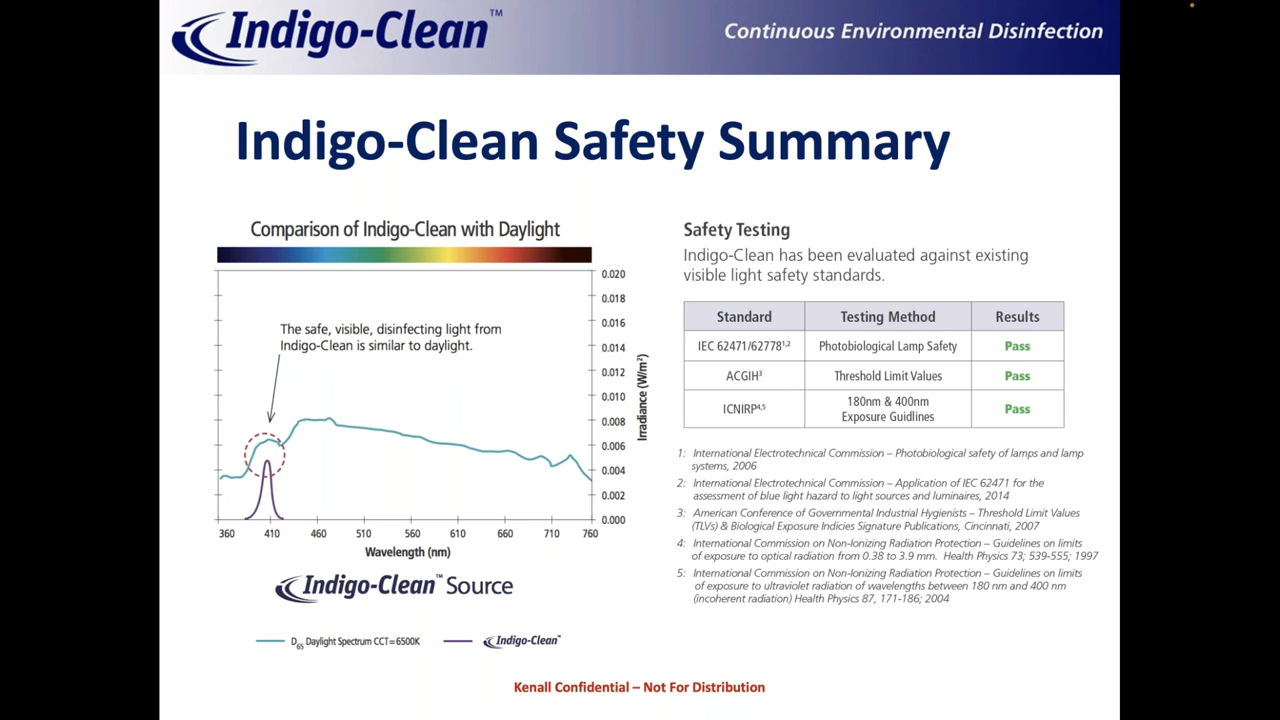 Indigo-Clean™
Continuous Environmental Disinfection
Indigo-Clean Safety Summary
Comparison of Indigo-Clean with Daylight
The safe, visible, disinfecting light from
Indigo-Clean is similar to daylight.
0.020
0.018
0.016
0.014
0.012
0.010
0.008
0.006
0.004
0.002
0.000
Irradiance (W/m²)
360 410 460 510 560 610 660 710 760
Wavelength (nm)
Indigo-Clean™ Source
D65 Daylight Spectrum CCT=6500K Indigo-Clean™
Safety Testing
Indigo-Clean has been evaluated against existing
visible light safety standards.
Standard Testing Method Results
IEC 62471/62778¹,² Photobiological Lamp Safety Pass
ACGIH³ Threshold Limit Values Pass
ICNIRP⁴,⁵ 180nm & 400nm Pass
Exposure Guidlines
1: International Electrotechnical Commission – Photobiological safety of lamps and lamp
systems, 2006
2: International Electrotechnical Commission – Application of IEC 62471 for the
assessment of blue light hazard to light sources and luminaires, 2014
3: American Conference of Governmental Industrial Hygienists – Threshold Limit Values
(TLVs) & Biological Exposure Indicies Signature Publications, Cincinnati, 2007
4: International Commission on Non-Ionizing Radiation Protection – Guidelines on limits
of exposure to optical radiation from 0.38 to 3.9 mm. Health Physics 73; 539-555; 1997
5: International Commission on Non-Ionizing Radiation Protection – Guidelines on limits
of exposure to ultraviolet radiation of wavelengths between 180 nm and 400 nm
(incoherent radiation) Health Physics 87, 171-186; 2004
Kenall Confidential – Not For Distribution